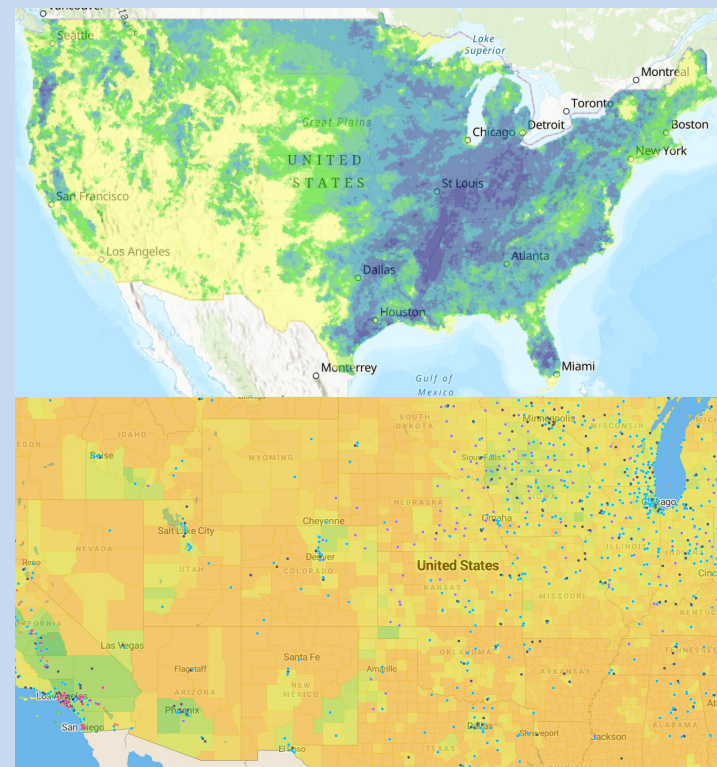 Vancouver
Seattle
Lake
Superior
Montreal
Toronto
Great Plains
Boston
Chicago
Detroit
New York
UNITED
STATES
St Louis
San Francisco
Los Angeles
Atlanta
Dallas
Houston
Monterrey
Miami
Gulf of
Mexico
SOUTH
DAKOTA
Minneapolis
WISCONSIN
IDAHO
Boise
WYOMING
Sioux Falls
IOWA
Chicago
NEBRASKA
Omaha
Salt Lake City
Cheyenne
NEVADA
Denver
ILLINOIS
Reno
UTAH
COLORADO
United States
KANSAS
MISSOURI
Las Vegas
Santa Fe
OKLAHOMA
Flagstaff
Amarillo
ARKANSAS
Los Angeles
ARIZONA
NEW
MEXICO
Phoenix
ALABAMA
San Diego
Dallas
Shreveport
Jackson
El Paso
TEXAS